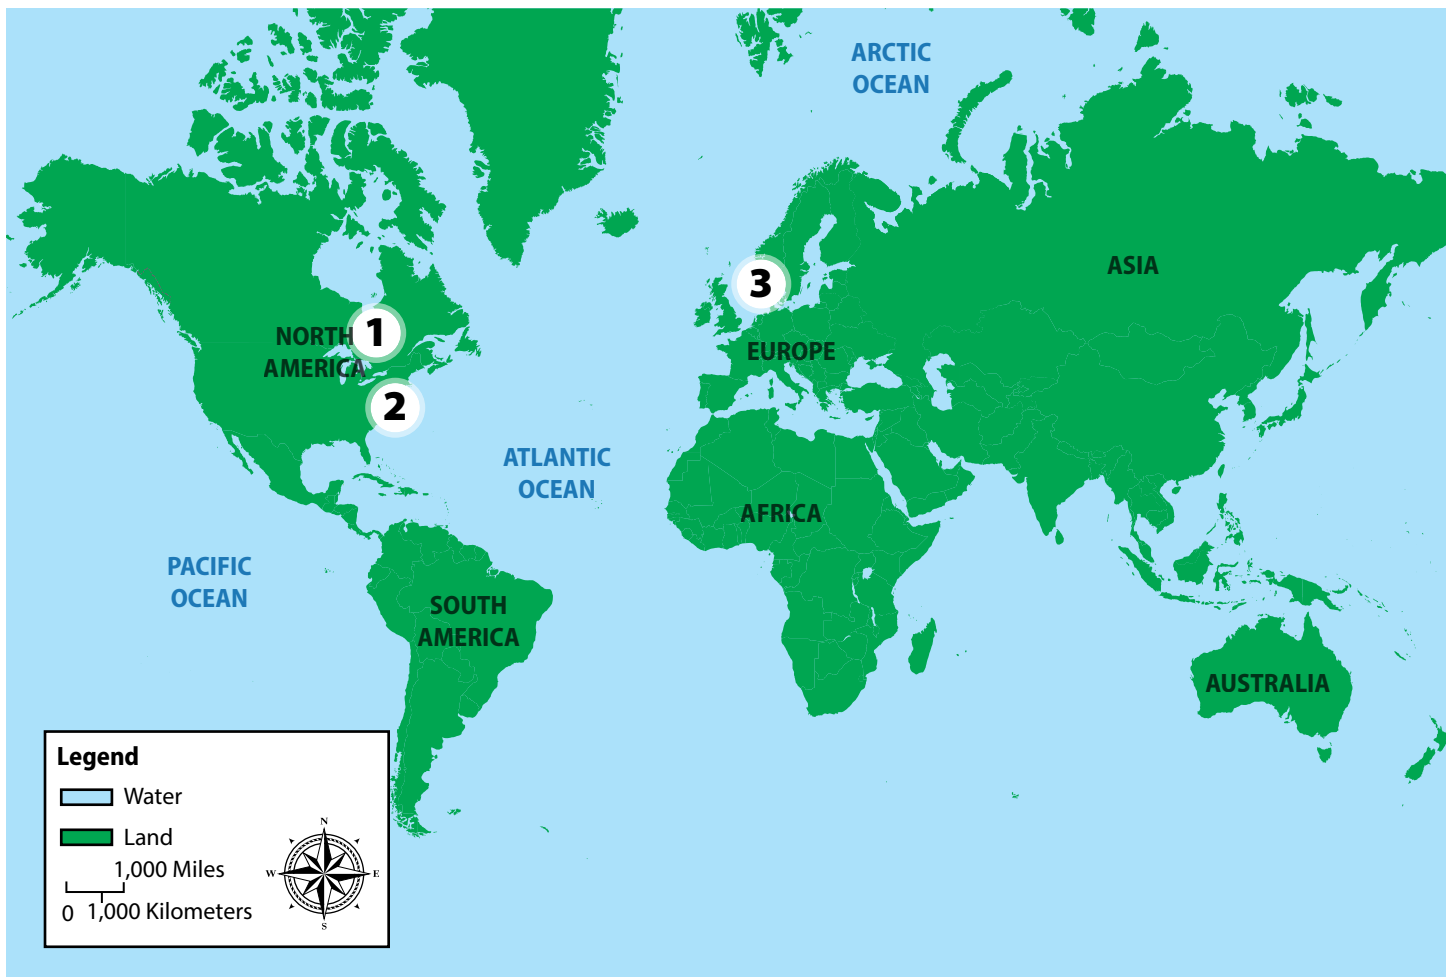 ARCTIC
OCEAN
ASIA
3
1
NORTH
AMERICA
EUROPE
2
ATLANTIC
OCEAN
AFRICA
PACIFIC
OCEAN
SOUTH
AMERICA
AUSTRALIA
Legend
Water
Land
1,000 Miles
0 1,000 Kilometers
N
W E
S